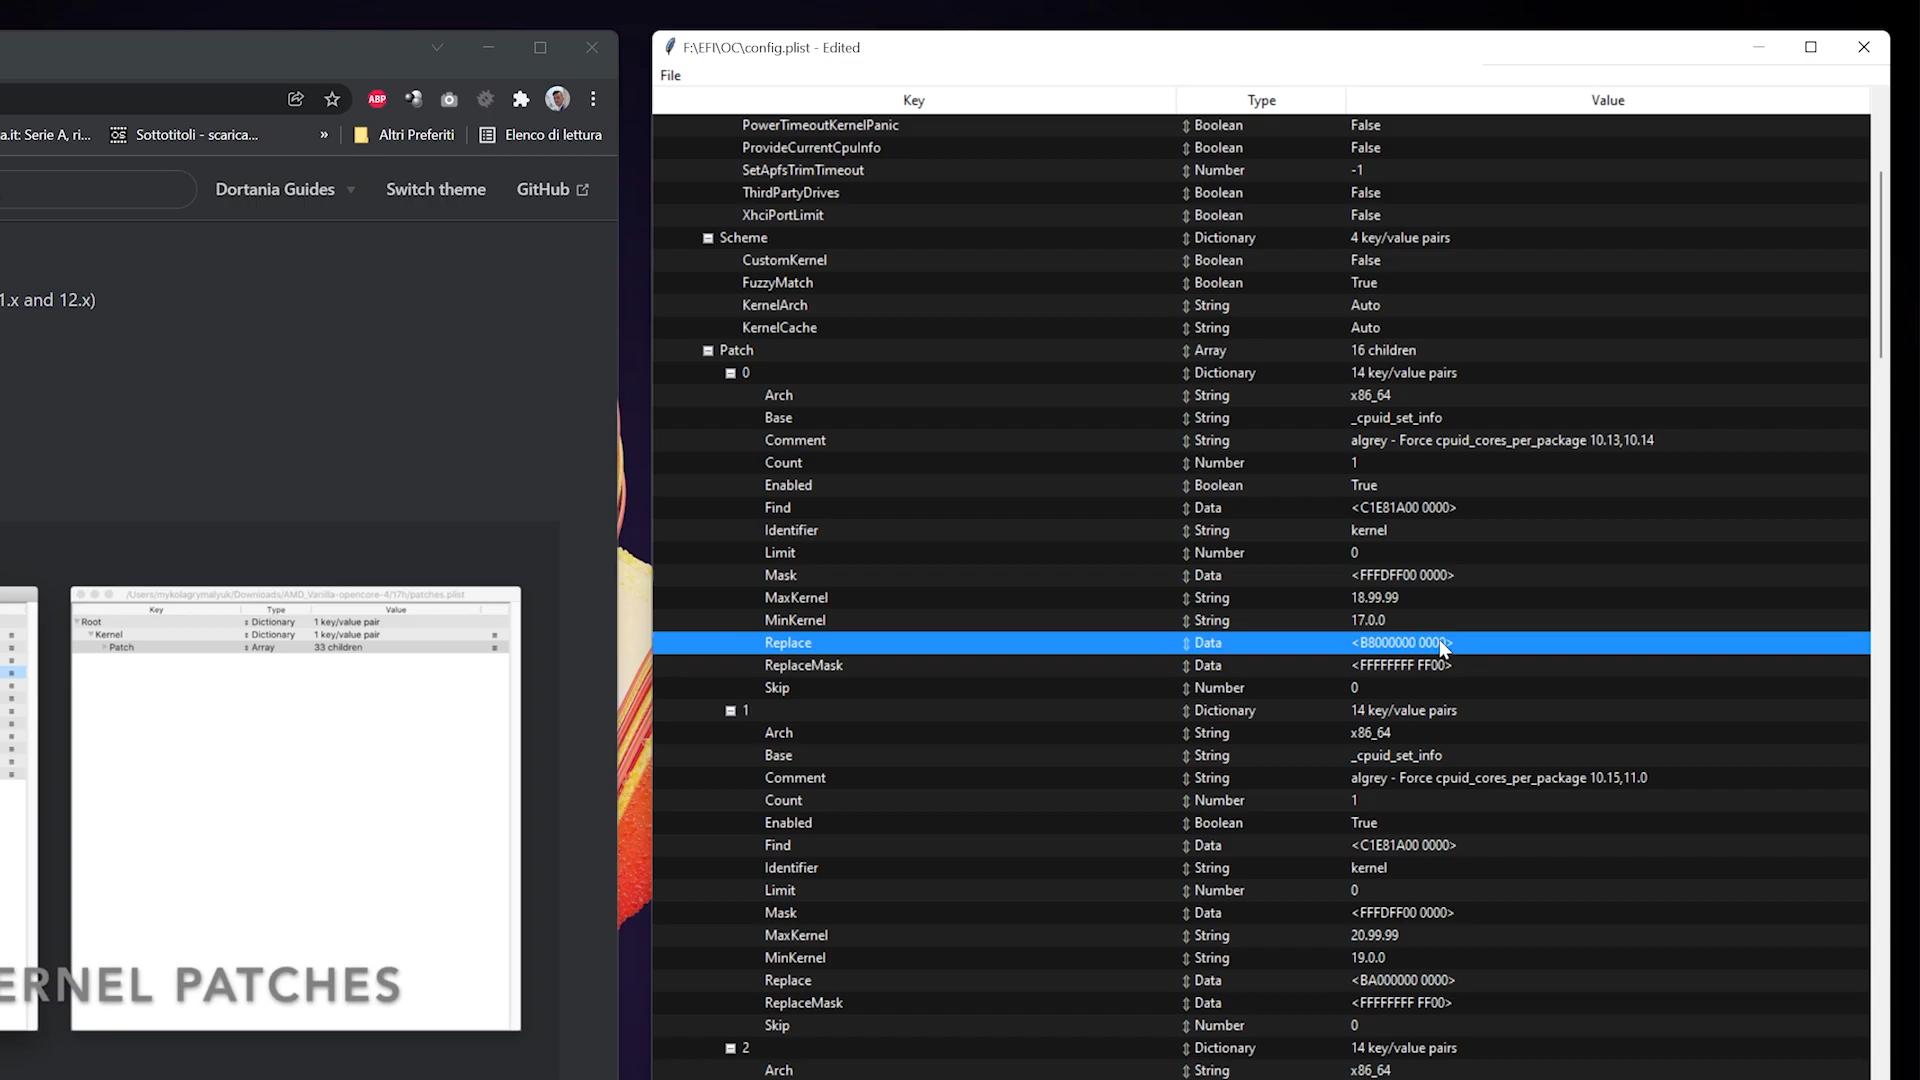 ABP
a.it: Serie A, ri...
Sottotitoli - scarica...
»
Altri Preferiti
Elenco di lettura
Dortania Guides
Switch theme
GitHub
1.x and 12.x)
/Users/mykolagrymalyuk/Downloads/AMD_Vanilla-opencore-4/17h/patches.plist
Key Type Value
Root Dictionary 1 key/value pair
Kernel Dictionary 1 key/value pair
Patch Array 33 children
ERNEL PATCHES
F:\EFI\OC\config.plist - Edited
File
Key Type Value
PowerTimeoutKernelPanic Boolean False
ProvideCurrentCpuInfo Boolean False
SetApfsTrimTimeout Number -1
ThirdPartyDrives Boolean False
XhciPortLimit Boolean False
Scheme Dictionary 4 key/value pairs
CustomKernel Boolean False
FuzzyMatch Boolean True
KernelArch String Auto
KernelCache String Auto
Patch Array 16 children
0 Dictionary 14 key/value pairs
Arch String x86_64
Base String _cpuid_set_info
Comment String algrey - Force cpuid_cores_per_package 10.13,10.14
Count Number 1
Enabled Boolean True
Find Data <C1E81A00 0000>
Identifier String kernel
Limit Number 0
Mask Data <FFFDFF00 0000>
MaxKernel String 18.99.99
MinKernel String 17.0.0
Replace Data <B8000000 0000>
ReplaceMask Data <FFFFFFFF FF00>
Skip Number 0
1 Dictionary 14 key/value pairs
Arch String x86_64
Base String _cpuid_set_info
Comment String algrey - Force cpuid_cores_per_package 10.15,11.0
Count Number 1
Enabled Boolean True
Find Data <C1E81A00 0000>
Identifier String kernel
Limit Number 0
Mask Data <FFFDFF00 0000>
MaxKernel String 20.99.99
MinKernel String 19.0.0
Replace Data <BA000000 0000>
ReplaceMask Data <FFFFFFFF FF00>
Skip Number 0
2 Dictionary 14 key/value pairs
Arch String x86_64